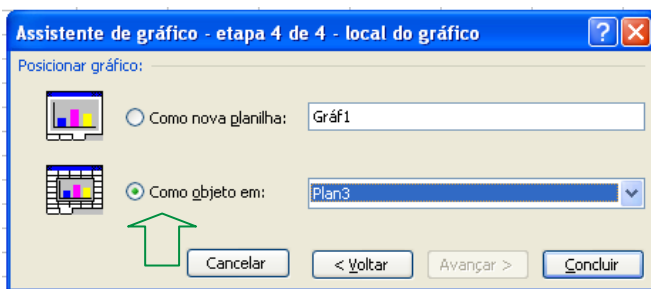 Assistente de gráfico - etapa 4 de 4 - local do gráfico
Posicionar gráfico:
Como nova planilha: Gráf1
Como objeto em: Plan3
Cancelar < Voltar Avançar > Concluir